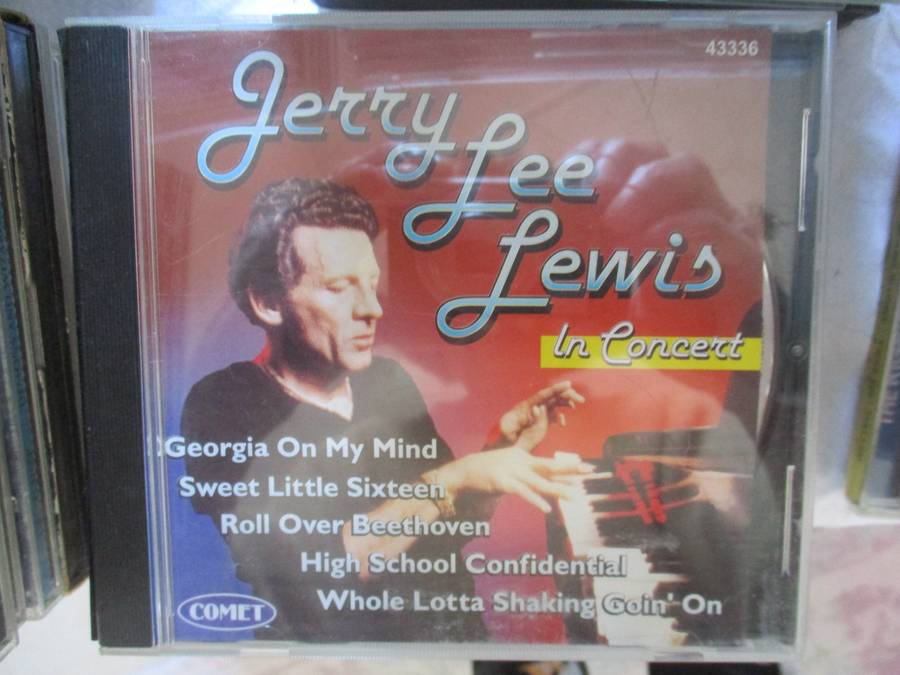 43336
Jerry
Lee
Lewis
In Concert
Georgia On My Mind
Sweet Little Sixteen
Roll Over Beethoven
High School Confidential
Whole Lotta Shaking Goin' On
COMET